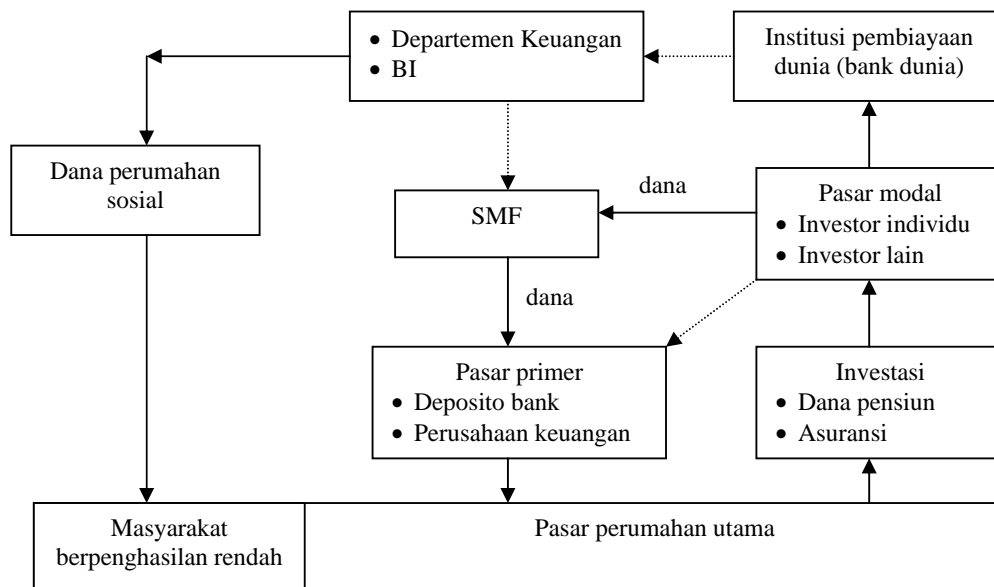 • Departemen Keuangan
• BI
Institusi pembiayaan
dunia (bank dunia)
Dana perumahan
sosial
SMF
dana
Pasar modal
• Investor individu
• Investor lain
dana
Pasar primer
• Deposito bank
• Perusahaan keuangan
Investasi
• Dana pensiun
• Asuransi
Masyarakat
berpenghasilan rendah
Pasar perumahan utama